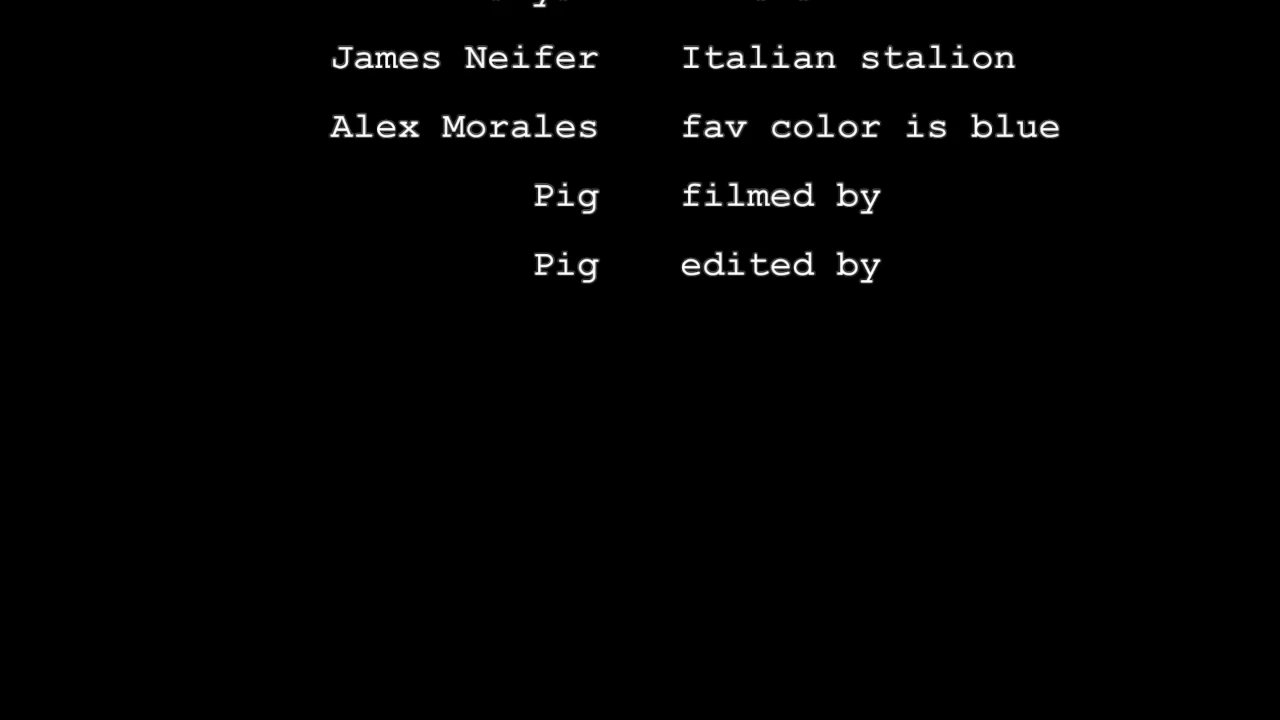 James Neifer Italian stalion
Alex Morales fav color is blue
Pig filmed by
Pig edited by